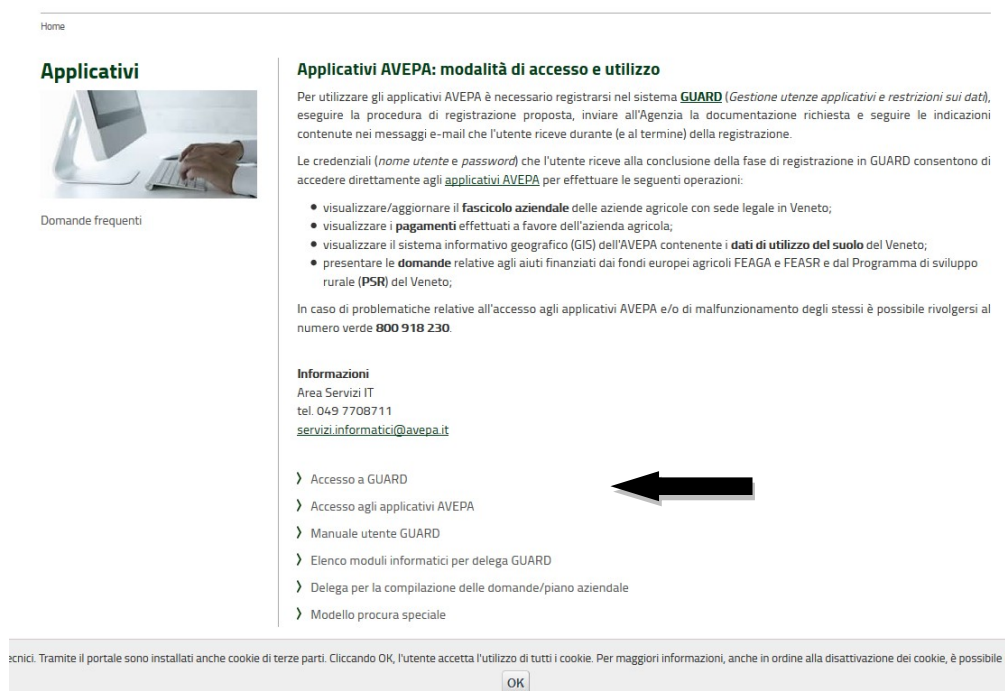 Home
Applicativi
Domande frequenti
Applicativi AVEPA: modalità di accesso e utilizzo
Per utilizzare gli applicativi AVEPA è necessario registrarsi nel sistema GUARD (Gestione utenze applicativi e restrizioni sui dati),
eseguire la procedura di registrazione proposta, inviare all'Agenzia la documentazione richiesta e seguire le indicazioni
contenute nei messaggi e-mail che l'utente riceve durante (e al termine) della registrazione.
Le credenziali (nome utente e password) che l'utente riceve alla conclusione della fase di registrazione in GUARD consentono di
accedere direttamente agli applicativi AVEPA per effettuare le seguenti operazioni:
• visualizzare/aggiornare il fascicolo aziendale delle aziende agricole con sede legale in Veneto;
• visualizzare i pagamenti effettuati a favore dell'azienda agricola;
• visualizzare il sistema informativo geografico (GIS) dell'AVEPA contenente i dati di utilizzo del suolo del Veneto;
• presentare le domande relative agli aiuti finanziati dai fondi europei agricoli FEAGA e FEASR e dal Programma di sviluppo
rurale (PSR) del Veneto;
In caso di problematiche relative all'accesso agli applicativi AVEPA e/o di malfunzionamento degli stessi è possibile rivolgersi al
numero verde 800 918 230.
Informazioni
Area Servizi IT
tel. 049 7708711
servizi.informatici@avepa.it
〉 Accesso a GUARD
〉 Accesso agli applicativi AVEPA
〉 Manuale utente GUARD
〉 Elenco moduli informatici per delega GUARD
〉 Delega per la compilazione delle domande/piano aziendale
〉 Modello procura speciale
ecnici. Tramite il portale sono installati anche cookie di terze parti. Cliccando OK, l'utente accetta l'utilizzo di tutti i cookie. Per maggiori informazioni, anche in ordine alla disattivazione dei cookie, è possibile
OK